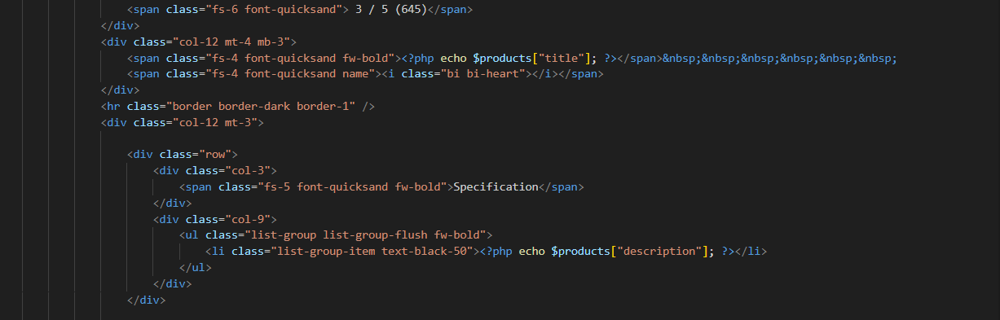 <span class="fs-6 font-quicksand"> 3 / 5 (645)</span>
</div>
<div class="col-12 mt-4 mb-3">
<span class="fs-4 font-quicksand fw-bold"><?php echo $products["title"]; ?></span>&nbsp;&nbsp;&nbsp;&nbsp;&nbsp;&nbsp;
<span class="fs-4 font-quicksand name"><i class="bi bi-heart"></i></span>
</div>
<hr class="border border-dark border-1" />
<div class="col-12 mt-3">
<div class="row">
<div class="col-3">
<span class="fs-5 font-quicksand fw-bold">Specification</span>
</div>
<div class="col-9">
<ul class="list-group list-group-flush fw-bold">
<li class="list-group-item text-black-50"><?php echo $products["description"]; ?></li>
</ul>
</div>
</div>